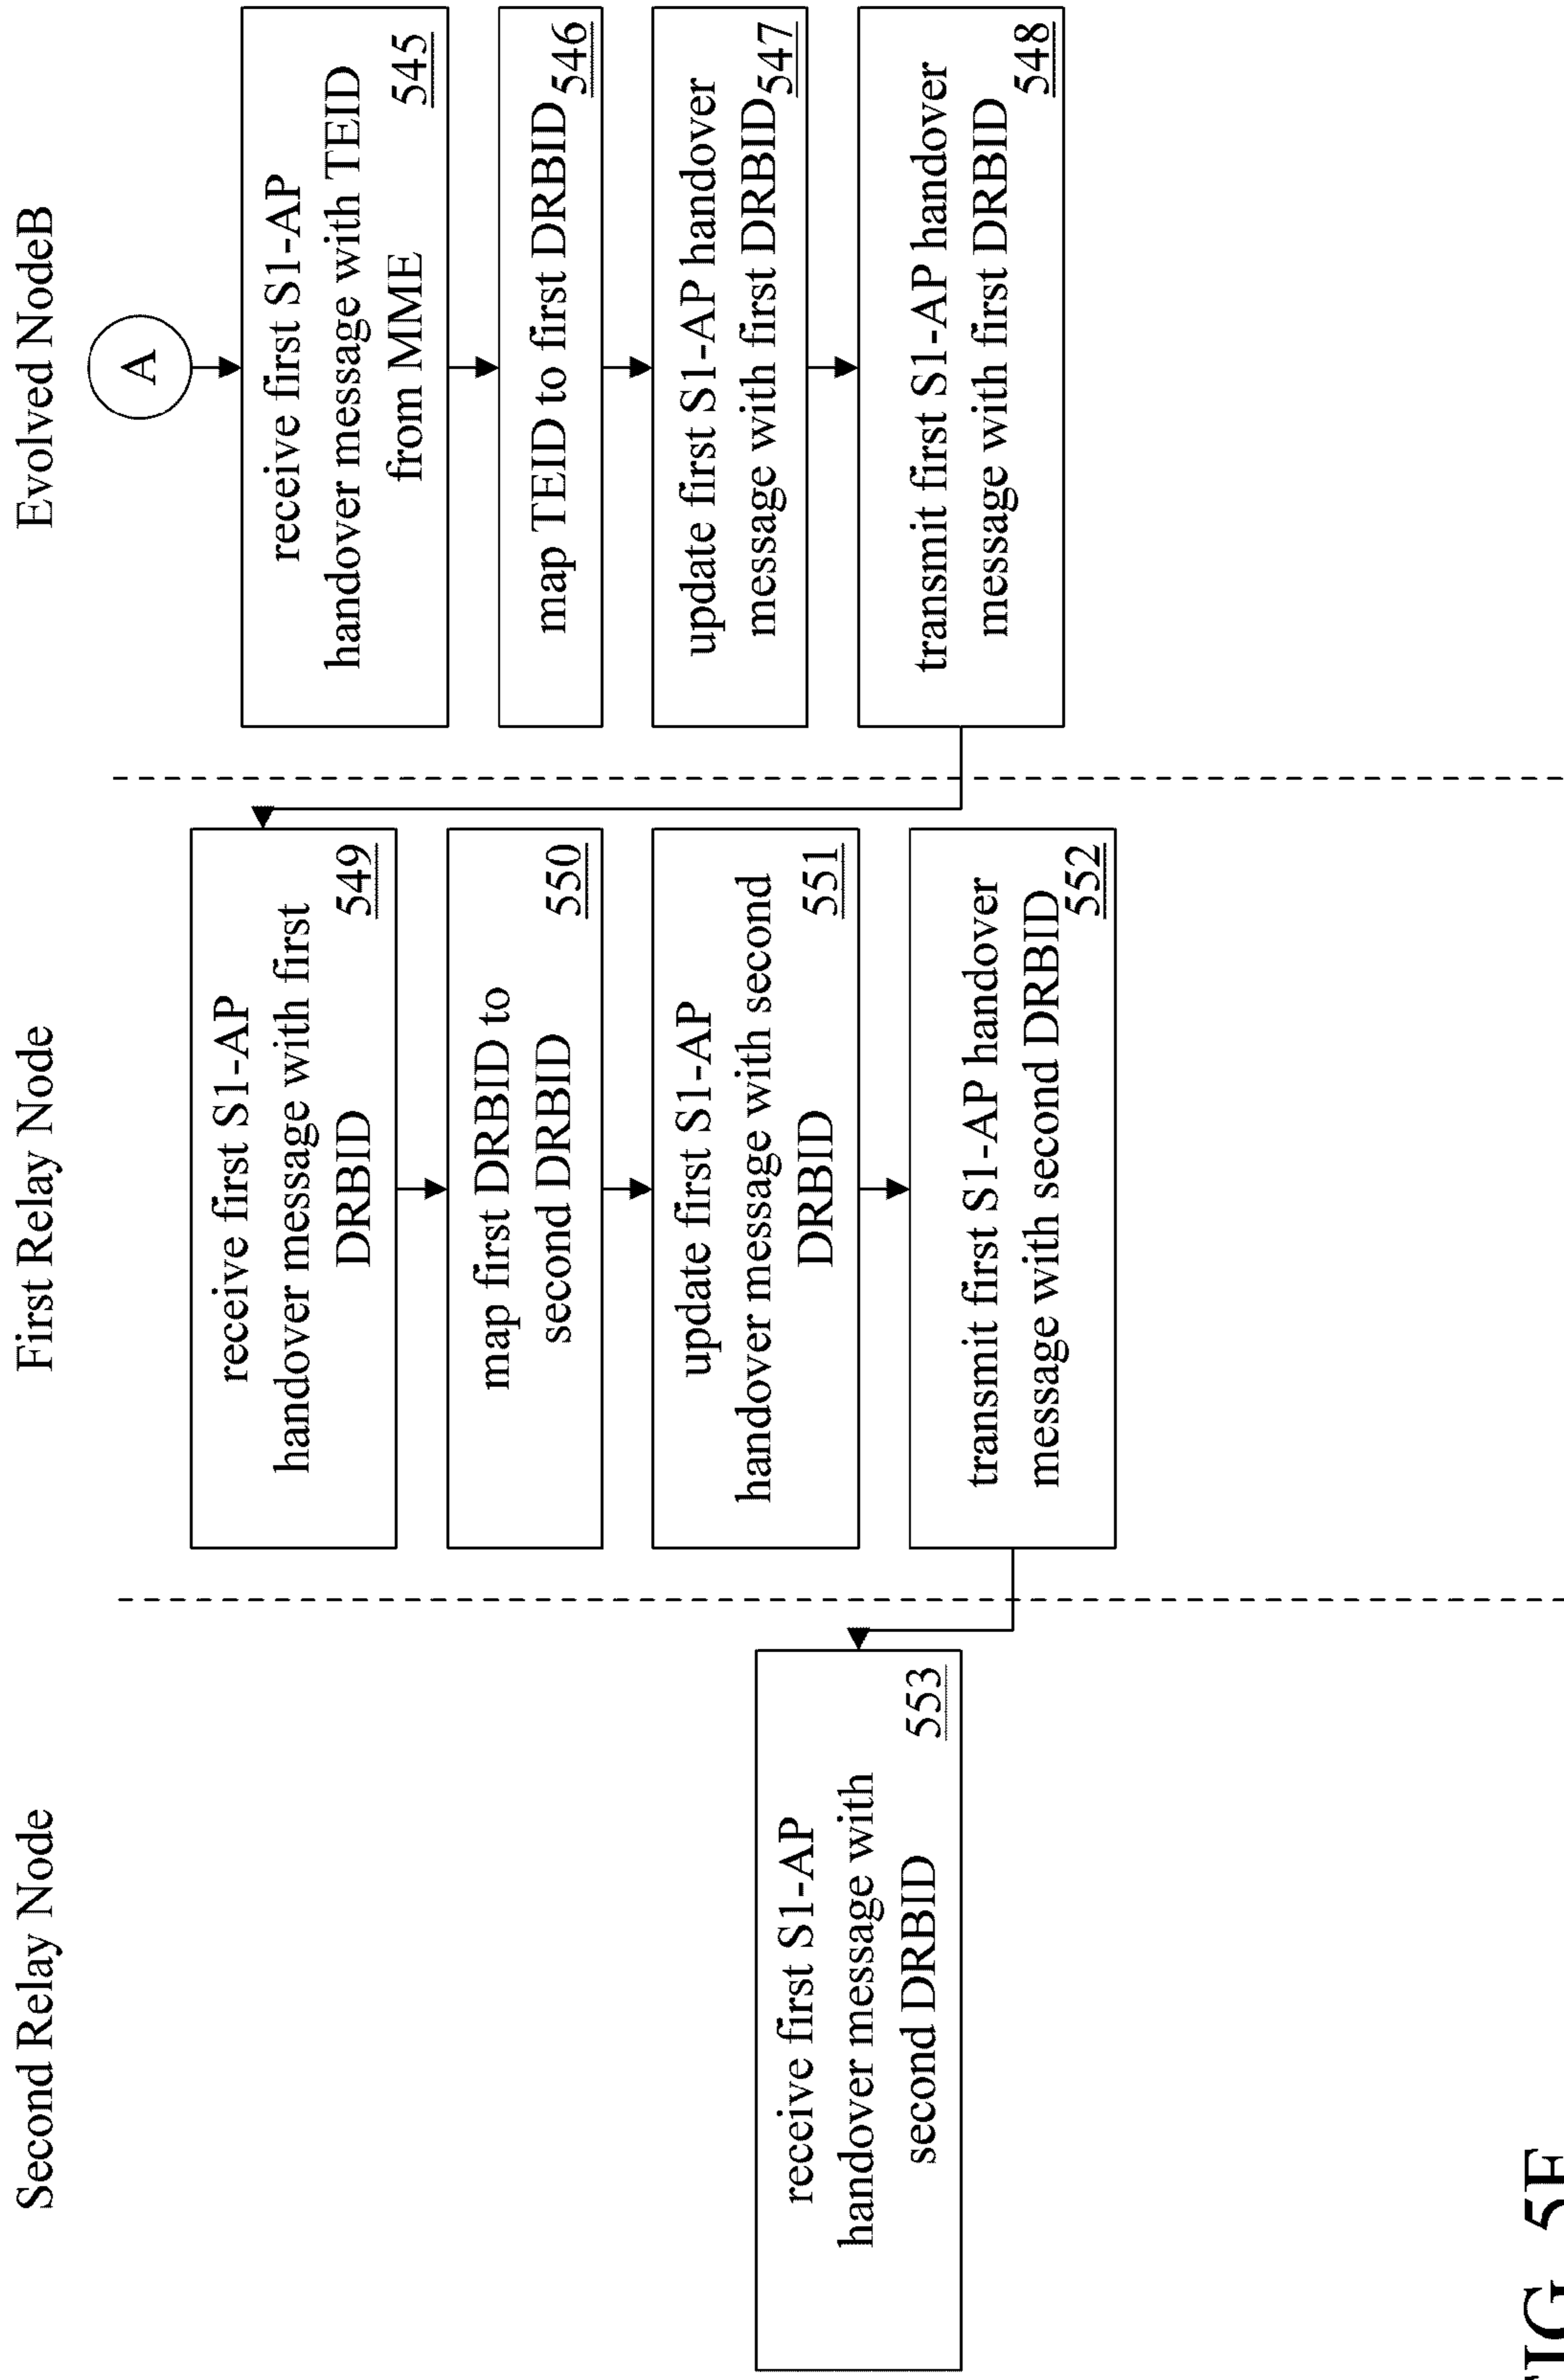 Second Relay Node
First Relay Node
Evolved NodeB
A
receive first S1-AP
handover message with TEID
from MME
545
map TEID to first DRBID
546
update first S1-AP handover
message with first DRBID
547
transmit first S1-AP handover
message with first DRBID
548
receive first S1-AP
handover message with first
DRBID
549
map first DRBID to
second DRBID
550
update first S1-AP
handover message with second
DRBID
551
transmit first S1-AP handover
message with second DRBID
552
receive first S1-AP
handover message with
second DRBID
553